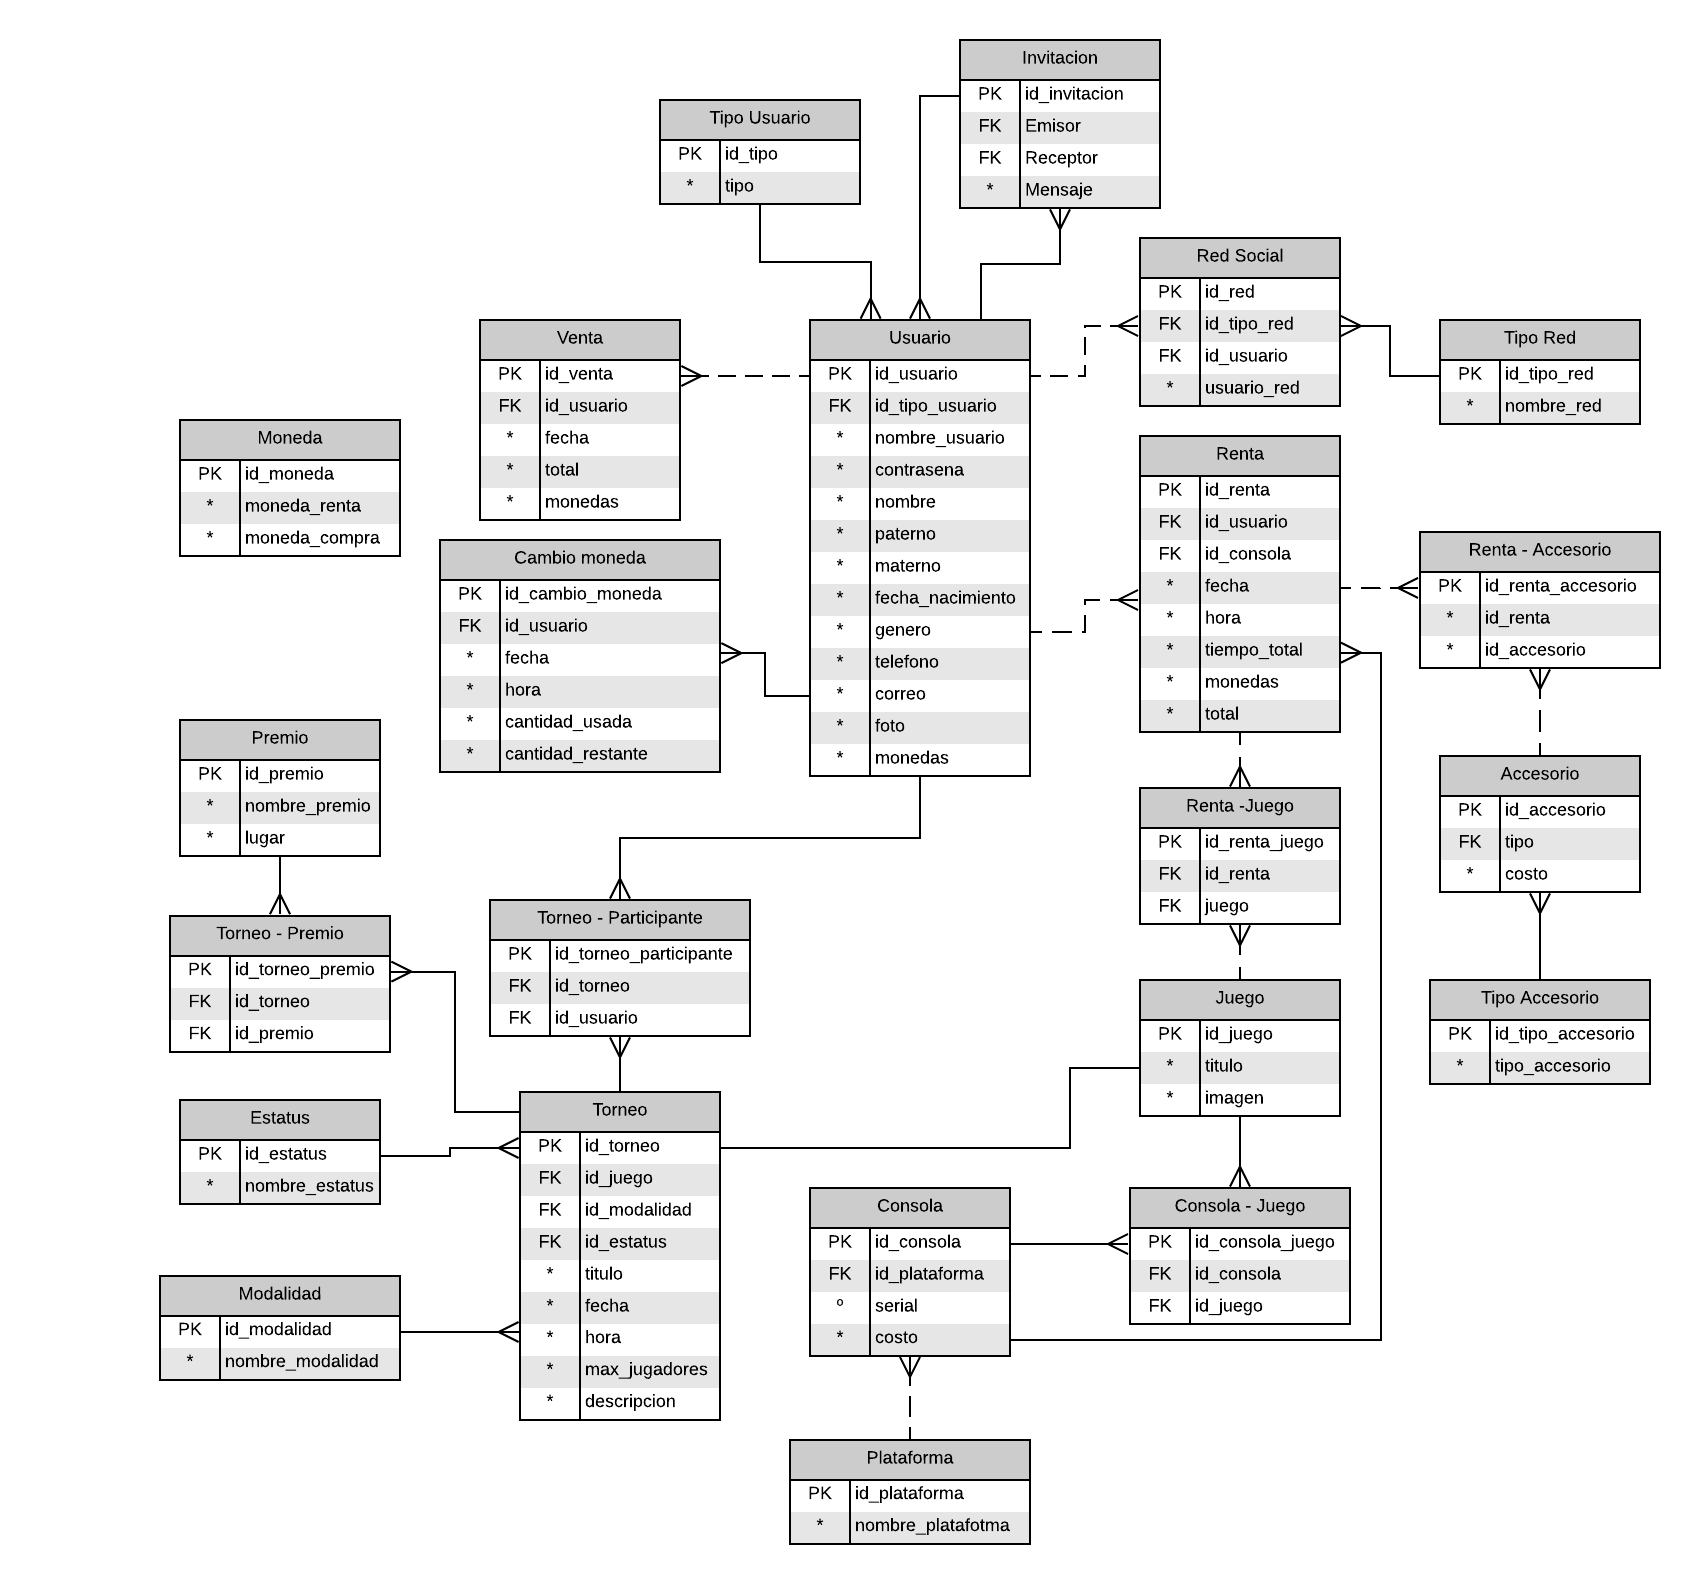 Invitacion
PK id_invitacion
FK Emisor
FK Receptor
* Mensaje
Tipo Usuario
PK id_tipo
* tipo
Red Social
PK id_red
FK id_tipo_red
FK id_usuario
* usuario_red
Venta
PK id_venta
FK id_usuario
* fecha
* total
* monedas
Usuario
PK id_usuario
FK id_tipo_usuario
* nombre_usuario
* contrasena
* nombre
* paterno
* materno
* fecha_nacimiento
* genero
* telefono
* correo
* foto
* monedas
Tipo Red
PK id_tipo_red
* nombre_red
Moneda
PK id_moneda
* moneda_renta
* moneda_compra
Renta
PK id_renta
FK id_usuario
FK id_consola
* fecha
* hora
* tiempo_total
* monedas
* total
Renta - Accesorio
PK id_renta_accesorio
* id_renta
* id_accesorio
Cambio moneda
PK id_cambio_moneda
FK id_usuario
* fecha
* hora
* cantidad_usada
* cantidad_restante
Premio
PK id_premio
* nombre_premio
* lugar
Accesorio
PK id_accesorio
FK tipo
* costo
Renta -Juego
PK id_renta_juego
FK id_renta
FK juego
Torneo - Premio
PK id_torneo_premio
FK id_torneo
FK id_premio
Torneo - Participante
PK id_torneo_participante
FK id_torneo
FK id_usuario
Juego
PK id_juego
* titulo
* imagen
Tipo Accesorio
PK id_tipo_accesorio
* tipo_accesorio
Estatus
PK id_estatus
* nombre_estatus
Torneo
PK id_torneo
FK id_juego
FK id_modalidad
FK id_estatus
* titulo
* fecha
* hora
* max_jugadores
* descripcion
Consola
PK id_consola
FK id_plataforma
º serial
* costo
Consola - Juego
PK id_consola_juego
FK id_consola
FK id_juego
Modalidad
PK id_modalidad
* nombre_modalidad
Plataforma
PK id_plataforma
* nombre_platafotma